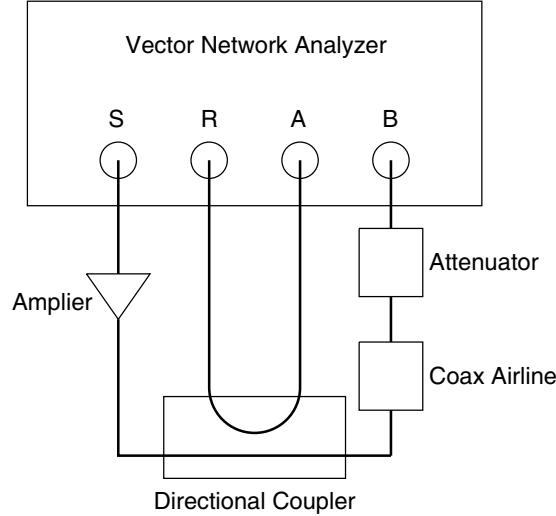 Vector Network Analyzer
S R A B
Attenuator
Amplier
Coax Airline
Directional Coupler